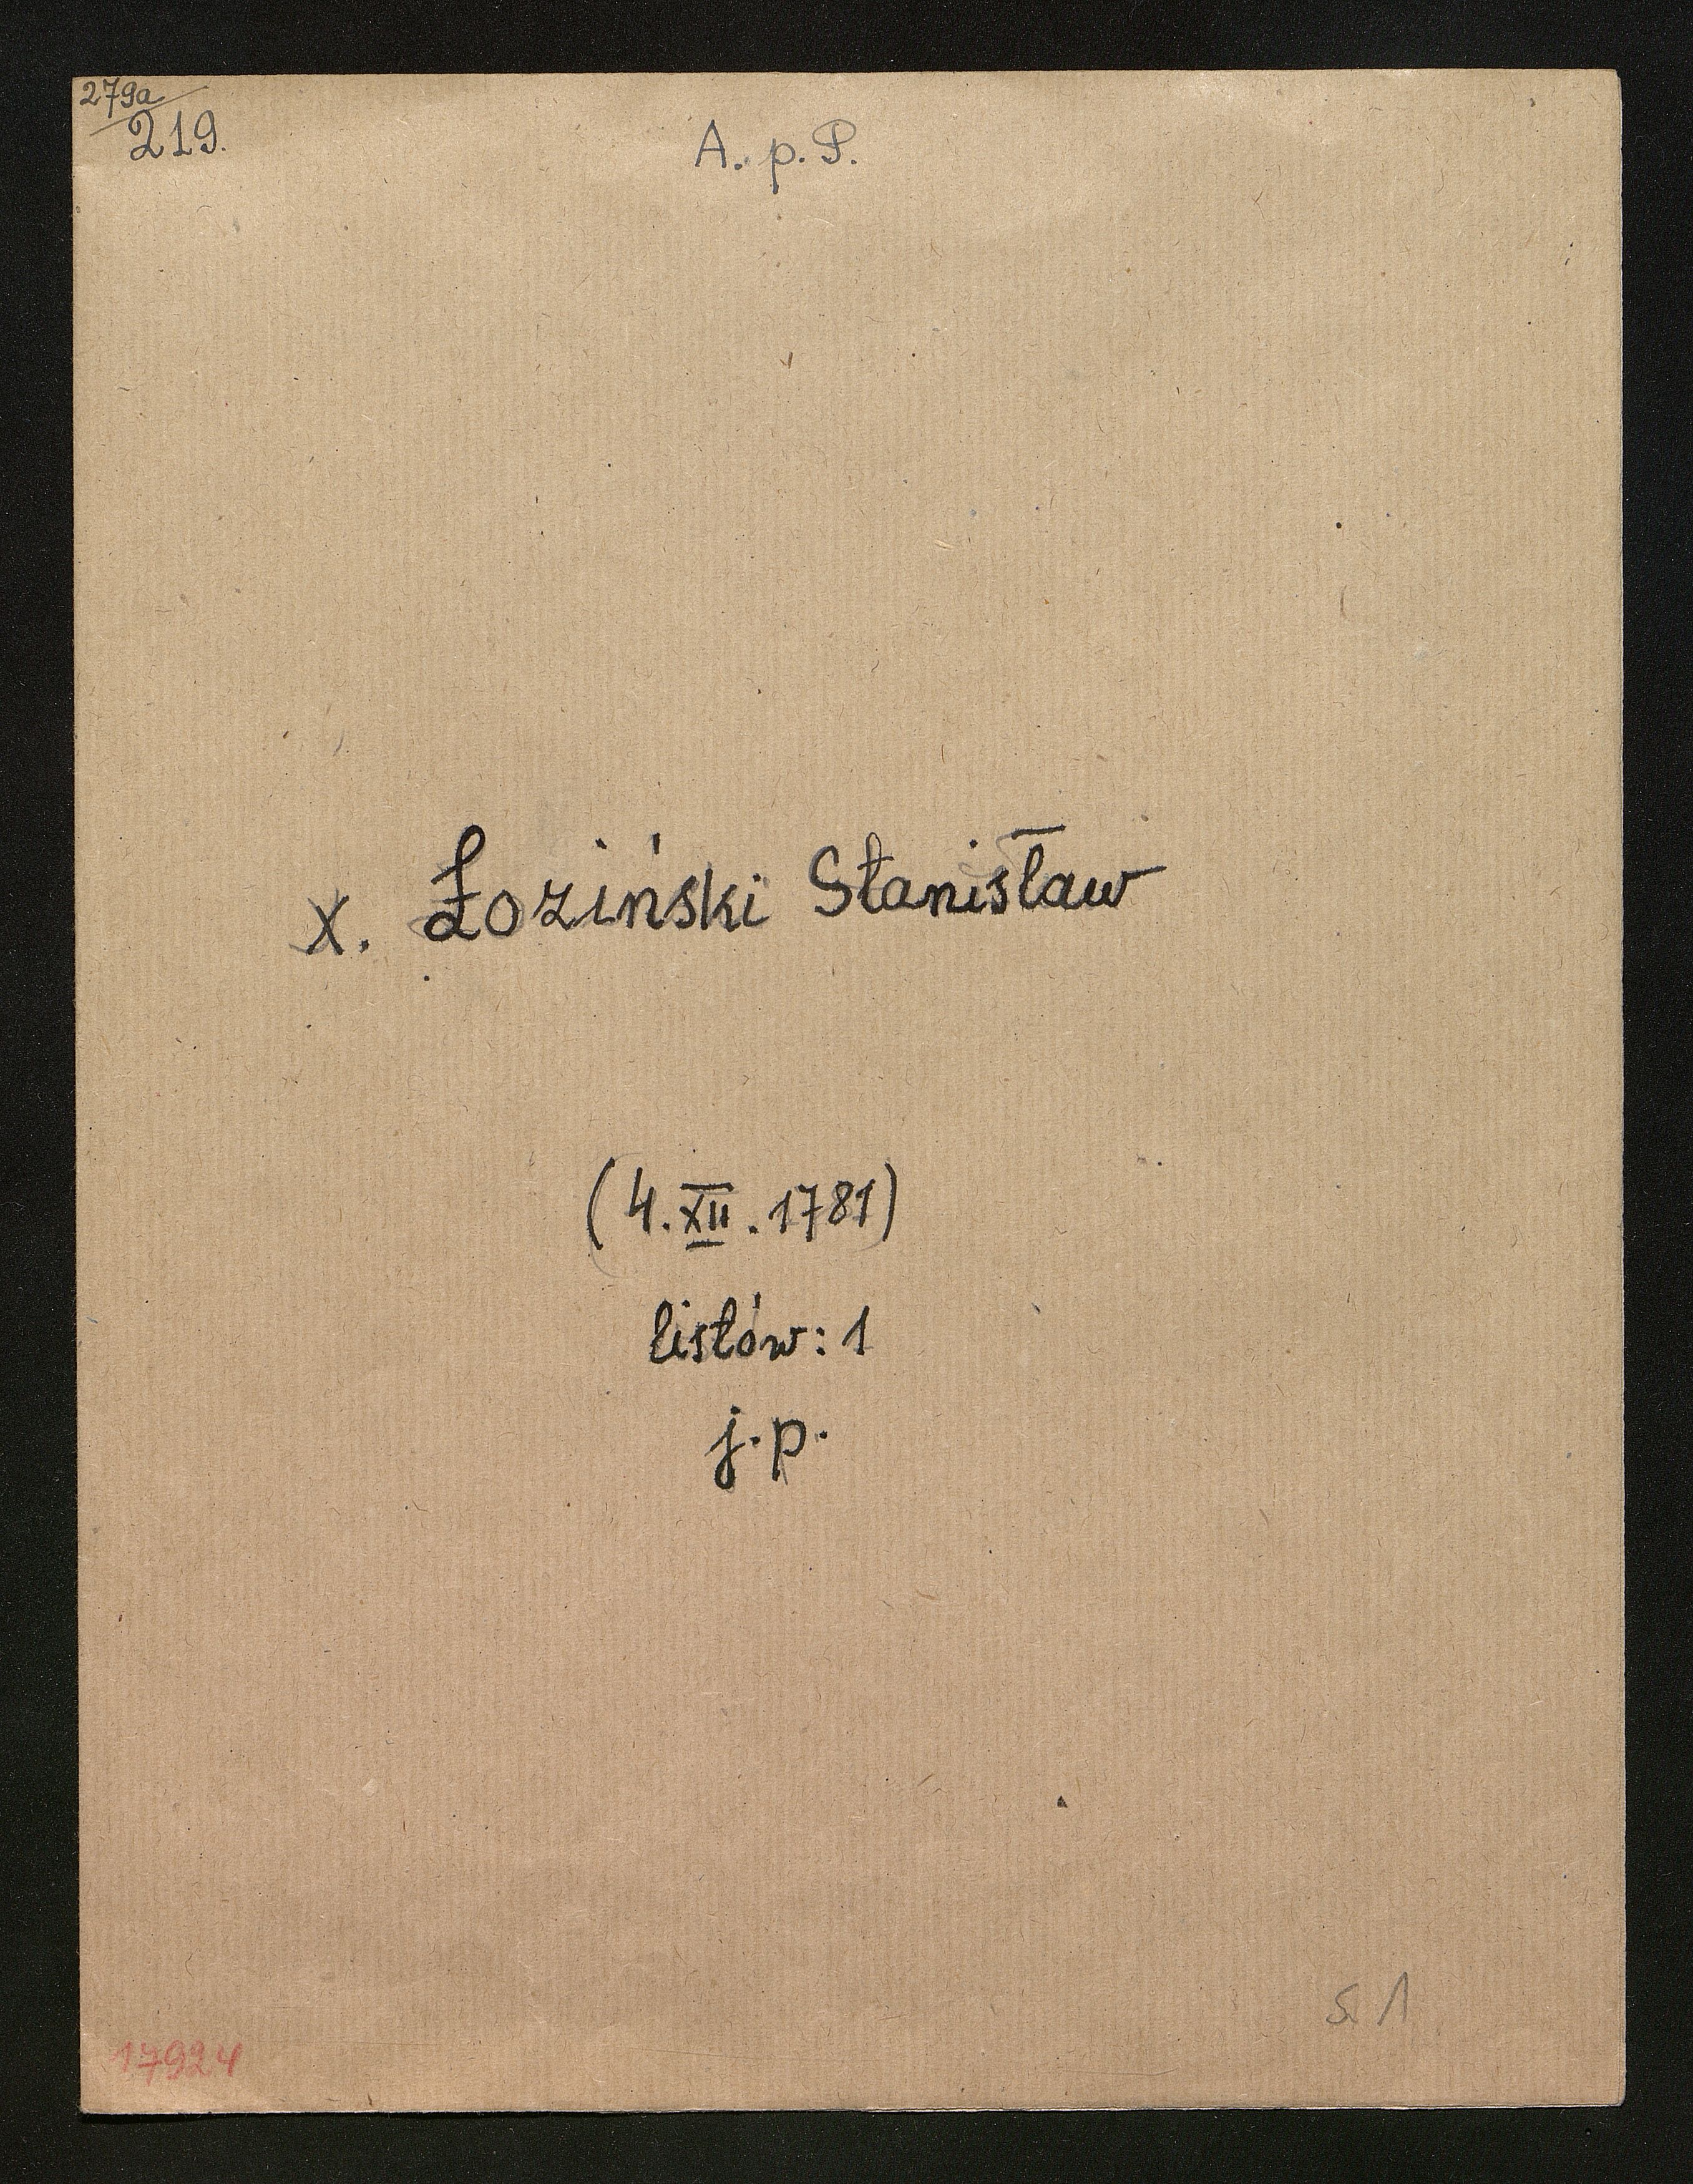 279a
219.
A. p. P.
x. Łoziński Stanisław
(4. XII. 1781)
listów: 1
j. p.
s. 1
17924